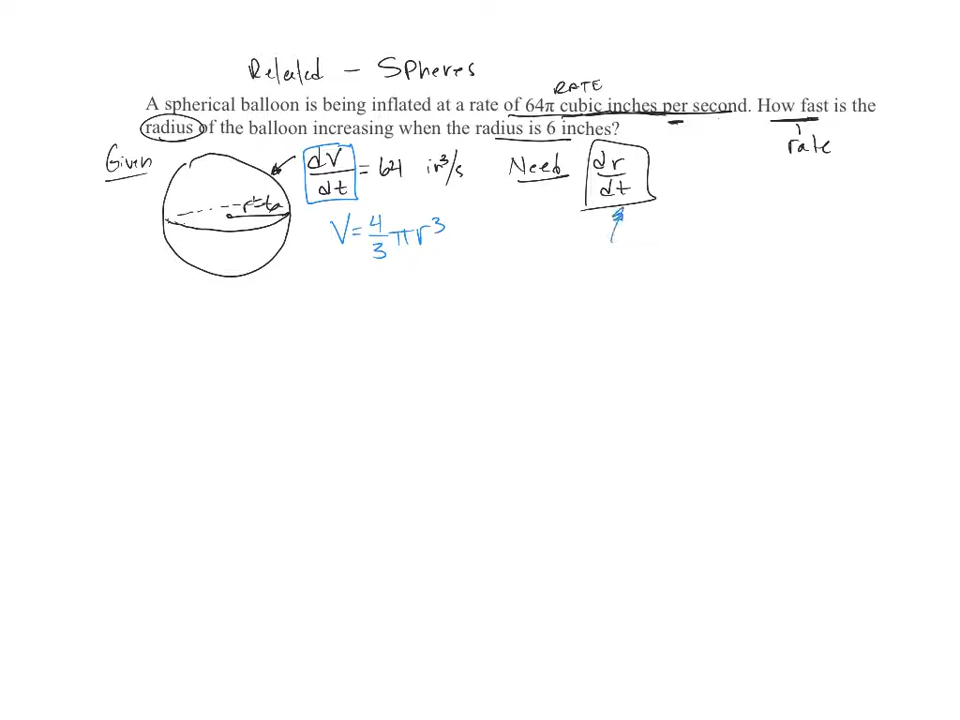 Related - Spheres
RATE
A spherical balloon is being inflated at a rate of 64π cubic inches per second. How fast is the
radius of the balloon increasing when the radius is 6 inches?
rate
Given
dV/dt = 64 in³/s Need dr/dt
r=6
V = 4/3 πr³